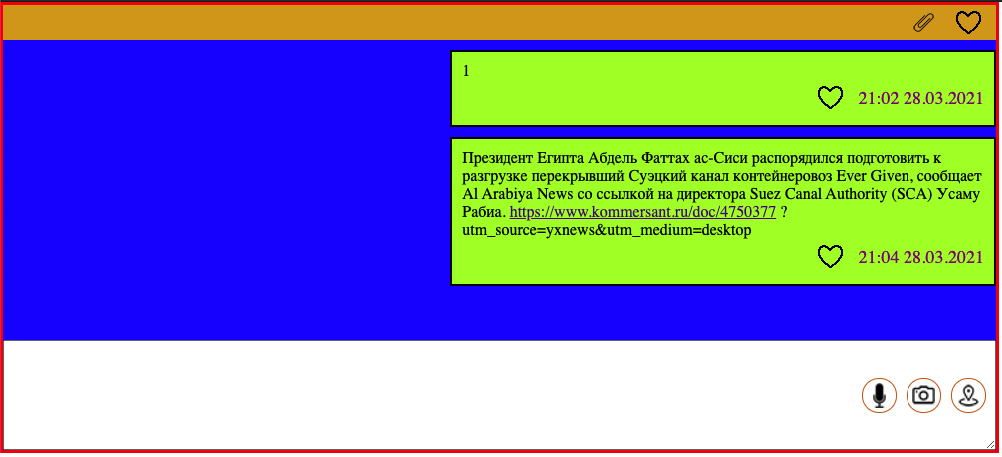 1
21:02 28.03.2021
Президент Египта Абдель Фаттах ас-Сиси распорядился подготовить к
разгрузке перекрывший Суэцкий канал контейнеровоз Ever Given, сообщает
Al Arabiya News со ссылкой на директора Suez Canal Authority (SCA) Усаму
Рабиа. https://www.kommersant.ru/doc/4750377 ?
utm_source=yxnews&utm_medium=desktop
21:04 28.03.2021